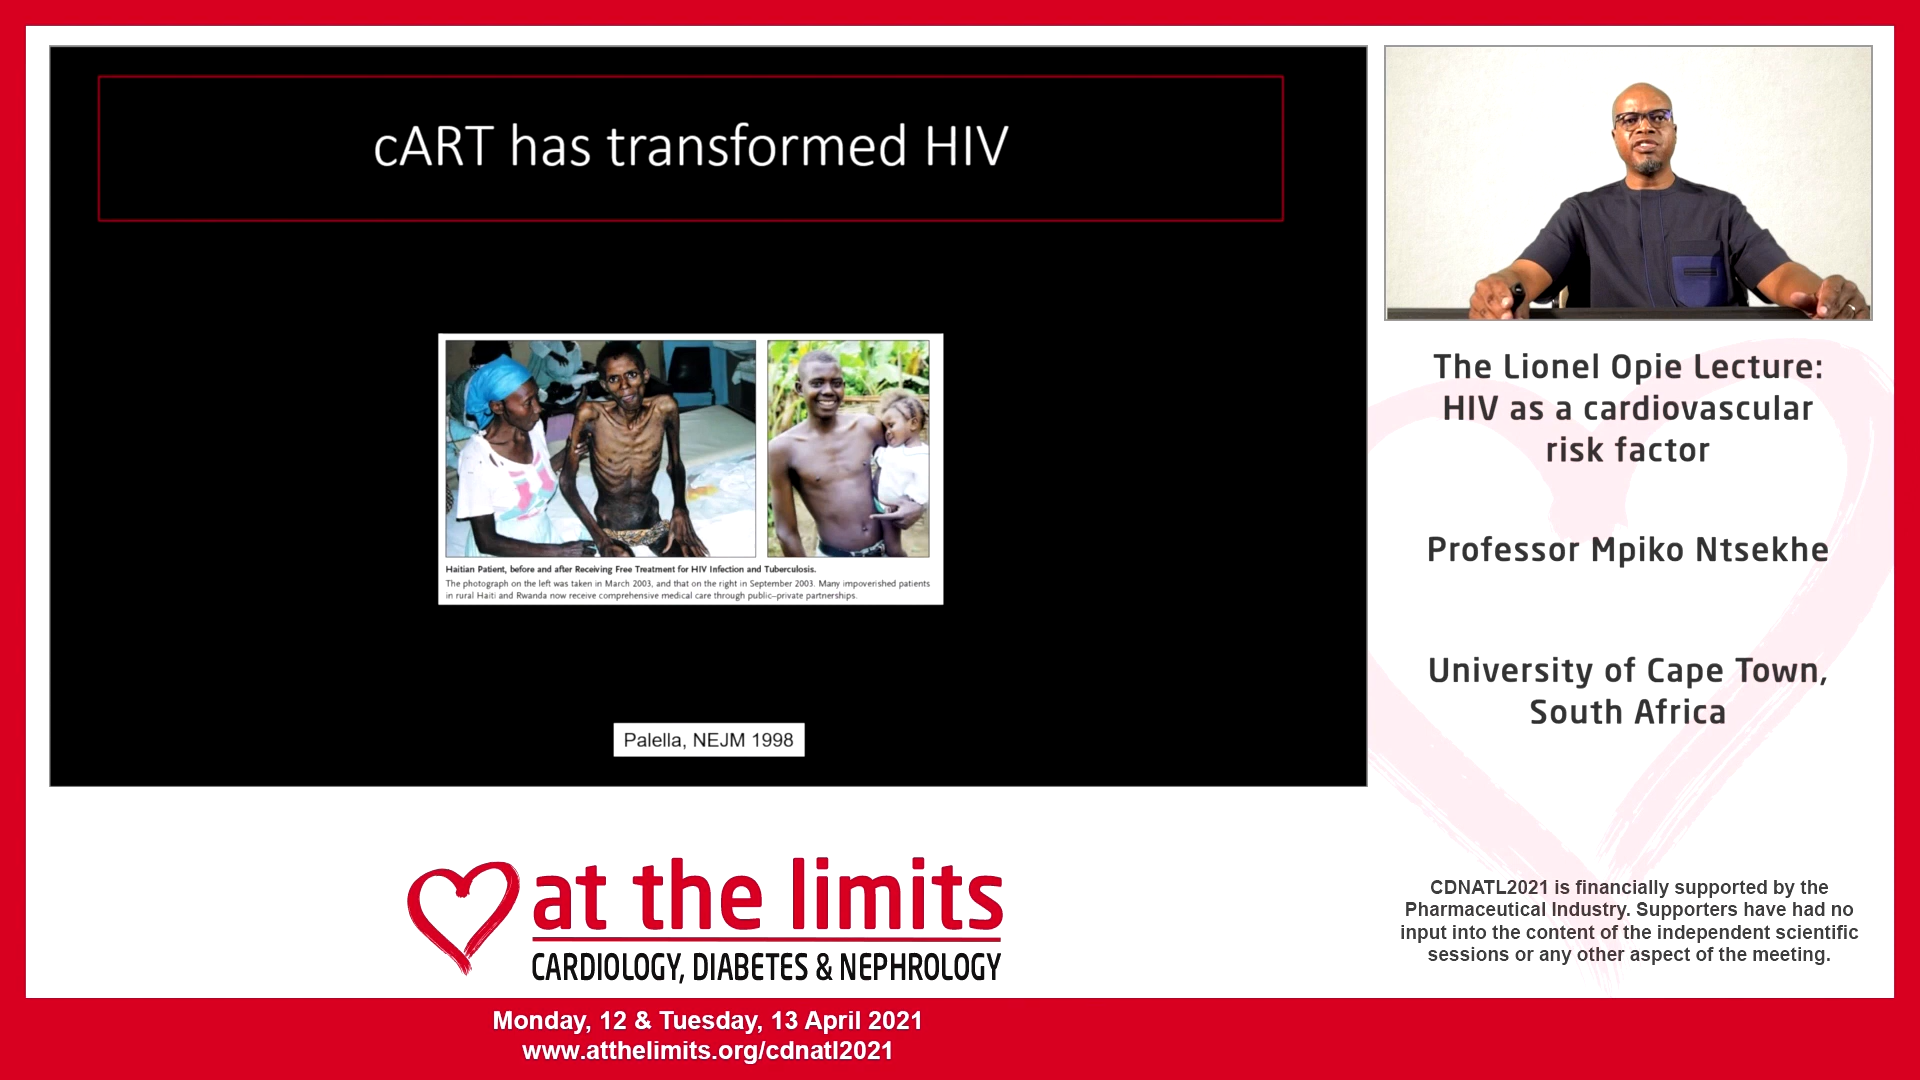 cART has transformed HIV
Haitian Patient, before and after Receiving Free Treatment for HIV Infection and Tuberculosis.
The photograph on the left was taken in March 2003, and that on the right in September 2003. Many impoverished patients
in rural Haiti and Rwanda now receive comprehensive medical care through public–private partnerships.
Palella, NEJM 1998
The Lionel Opie Lecture:
HIV as a cardiovascular
risk factor
Professor Mpiko Ntsekhe
University of Cape Town,
South Africa
CDNATL2021 is financially supported by the
Pharmaceutical Industry. Supporters have had no
input into the content of the independent scientific
sessions or any other aspect of the meeting.
at the limits
CARDIOLOGY, DIABETES & NEPHROLOGY
Monday, 12 & Tuesday, 13 April 2021
www.atthelimits.org/cdnatl2021